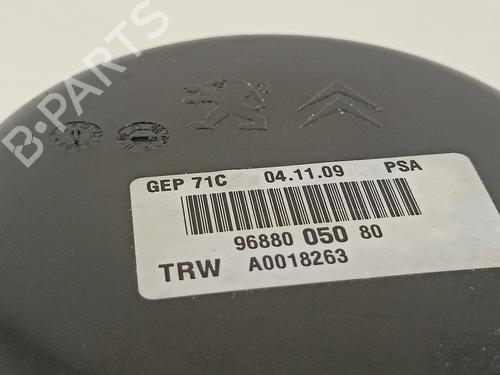 B-PARTS
GEP 71C 04.11.09 PSA
96880 050 80
TRW A0018263